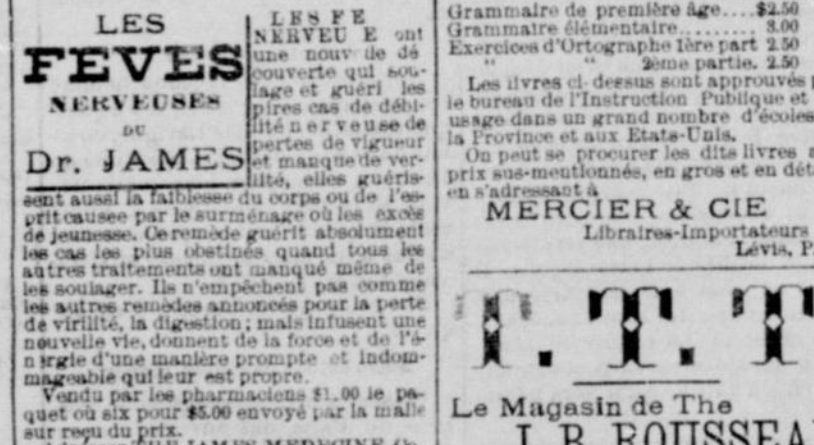 LES
FEVES
NERVEUSES
DU
Dr. JAMES
LES FE
NERVEU E ont
une nouv lle dé
couverte qui sou-
lage et guéri les
pires cas de débi-
lité nerveuse de
pertes de vigueur
et manque de ver-
ilité, elles guéris-
sent aussi la faiblesse du corps ou de l'es-
prit causee par le surménage où les excès
de jeunesse. Ce remède guérit absolument
les cas les plus obstinés quand tous les
autres traitements ont manqué même de
les soulager. Ils n'empêchent pas comme
les autres remèdes annoncés pour la perte
de virilité, la digestion ; mais infusent une
nouvelle vie, donnent de la force et de l'é-
n rgie d'une manière prompte et indom-
mageable qui leur est propre.
Vendu par les pharmaciens $1.00 le pa-
quet où six pour $5.00 envoyé par la malle
sur reçu du prix.
THE JAMES MEDECINE
Grammaire de première âge....$2.50
Grammaire élémentaire......... 3.00
Exercices d'Ortographe 1ère part 2.50
" " 2ème partie. 2.50
Les livres ci-dessus sont approuvés
le bureau de l'Instruction Publique et
usage dans un grand nombre d'écoles
la Province et aux Etats-Unis.
On peut se procurer les dits livres a
prix sus-mentionnés, en gros et en dét
en s'adressant à
MERCIER & CIE
Libraires-Importateurs
Lévis, P.
T. T. T
Le Magasin de The
J. B. ROUSSEA